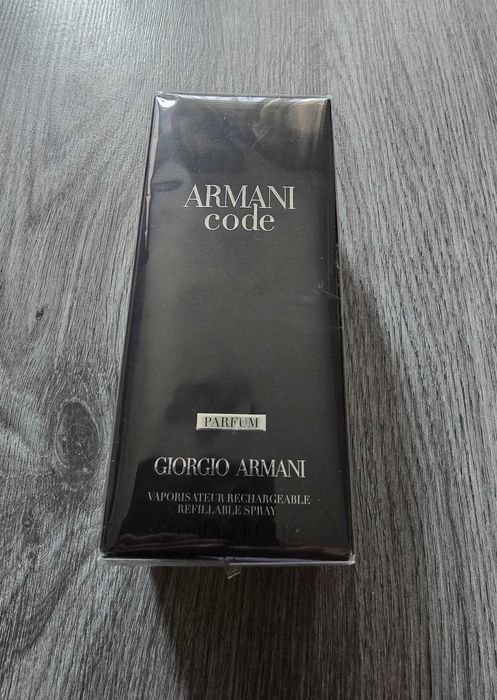 ARMANI
code
PARFUM
GIORGIO ARMANI
VAPORISATEUR RECHARGEABLE
REFILLABLE SPRAY